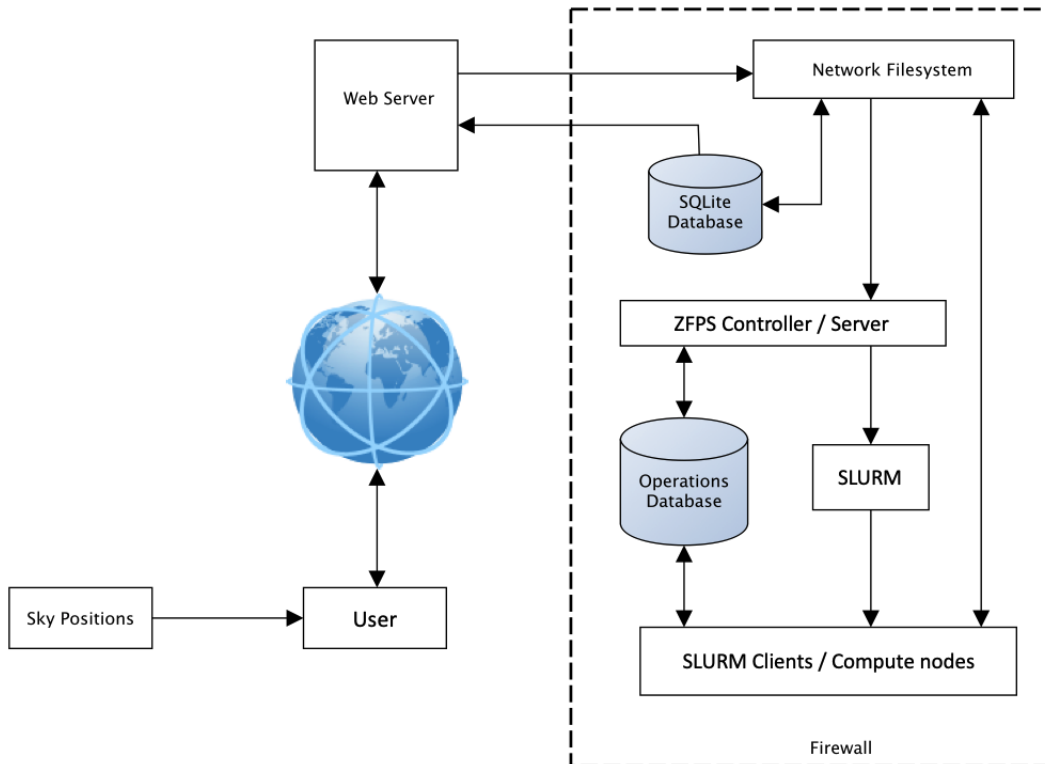 Web Server
Network Filesystem
SQLite
Database
ZFPS Controller / Server
Operations
Database
SLURM
Sky Positions
User
SLURM Clients / Compute nodes
Firewall